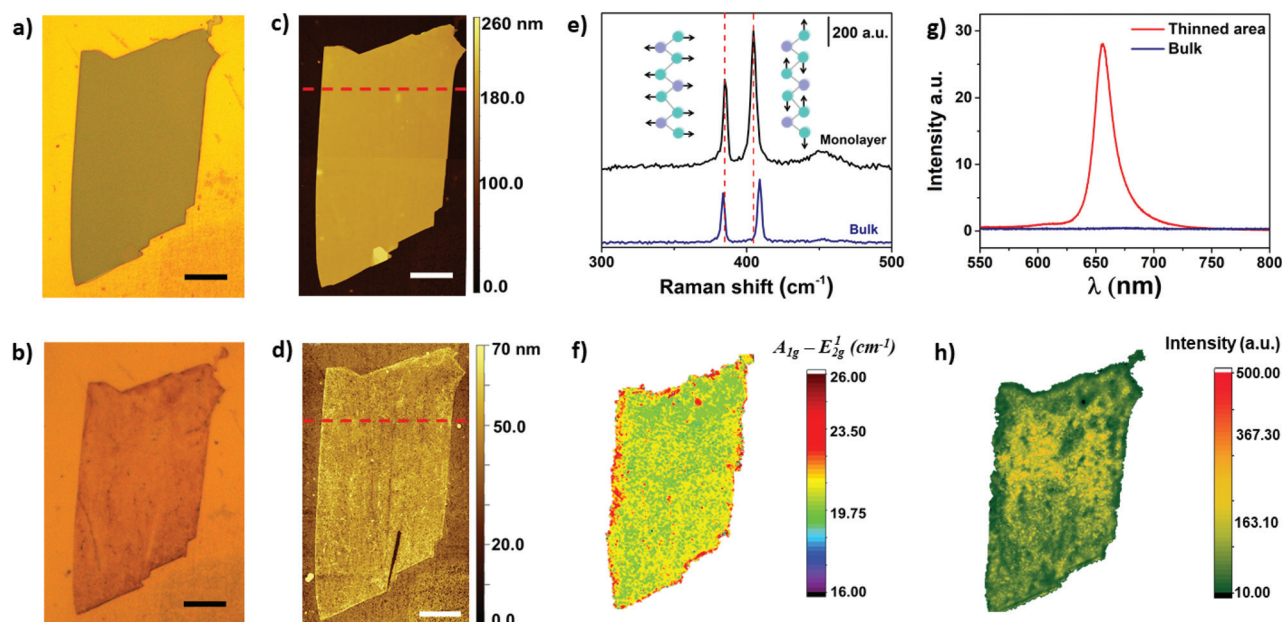 a)
c)
260 nm
180.0
100.0
0.0
e)
200 a.u.
Monolayer
Bulk
300
400
500
Raman shift (cm⁻¹)
g)
Thinned area
Bulk
Intensity a.u.
30
20
10
0
550
600
650
700
750
800
λ (nm)
b)
d)
70 nm
50.0
20.0
0.0
f)
A1g – E¹2g (cm⁻¹)
26.00
23.50
19.75
16.00
h)
Intensity (a.u.)
500.00
367.30
163.10
10.00